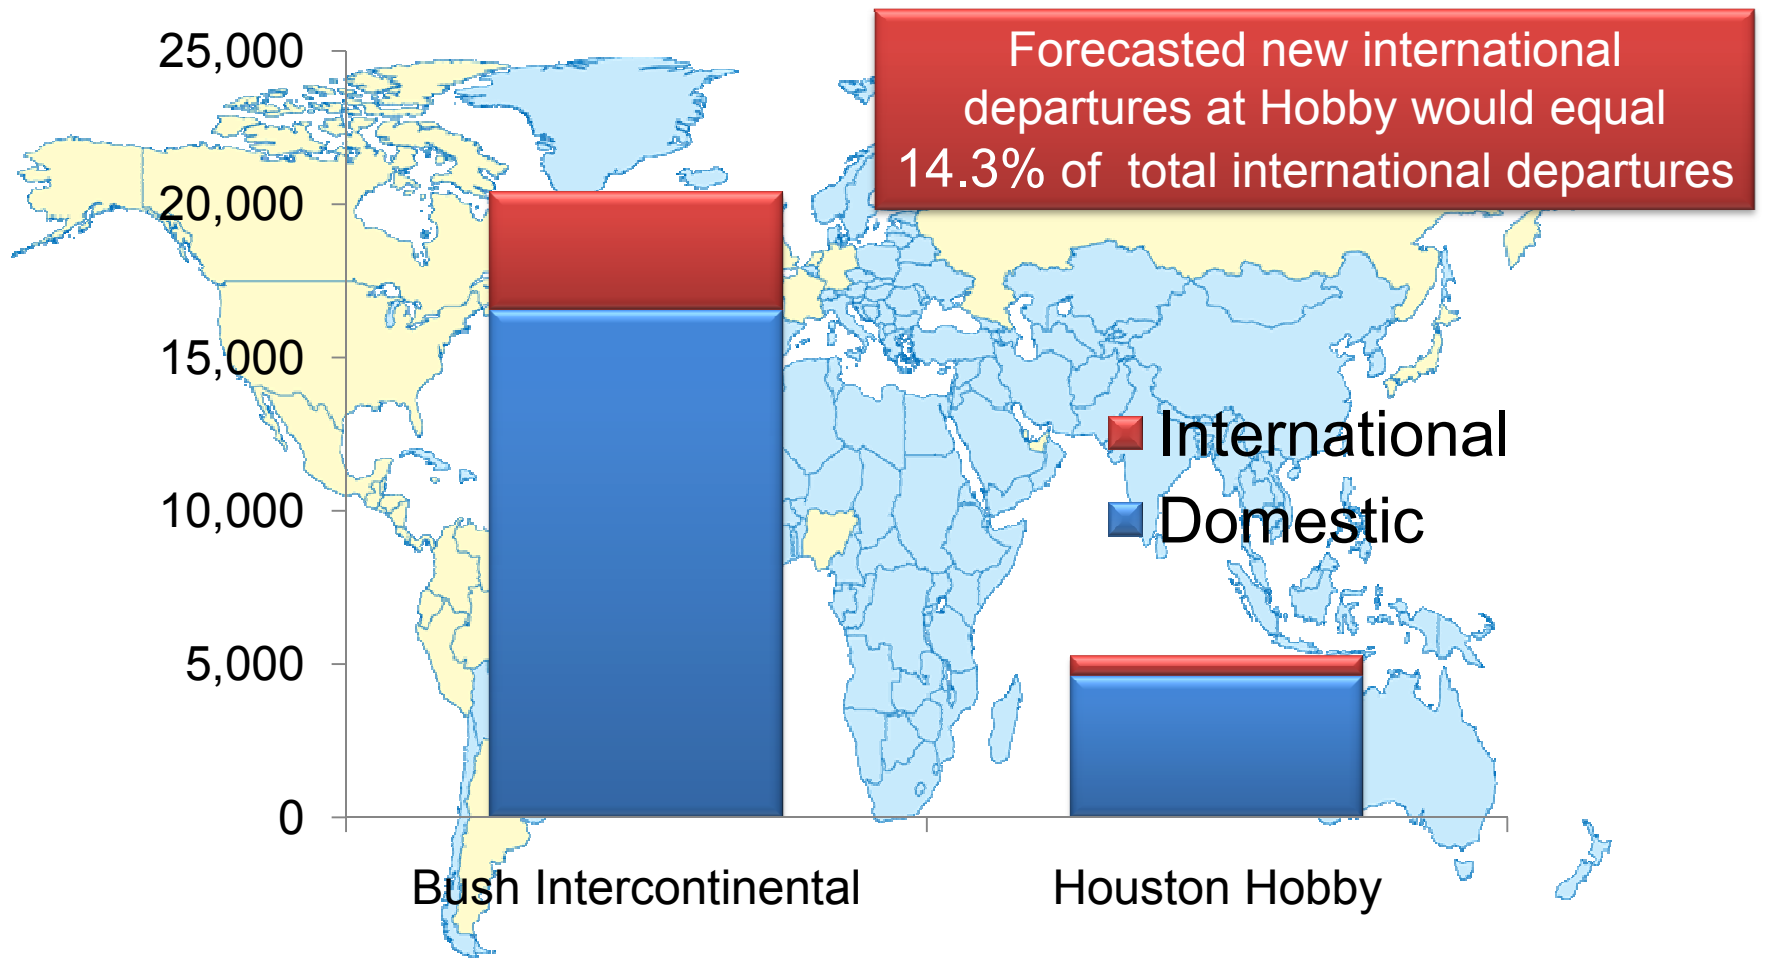 Forecasted new international
departures at Hobby would equal
14.3% of total international departures
25,000
20,000
15,000
10,000
5,000
0
International
Domestic
Bush Intercontinental
Houston Hobby